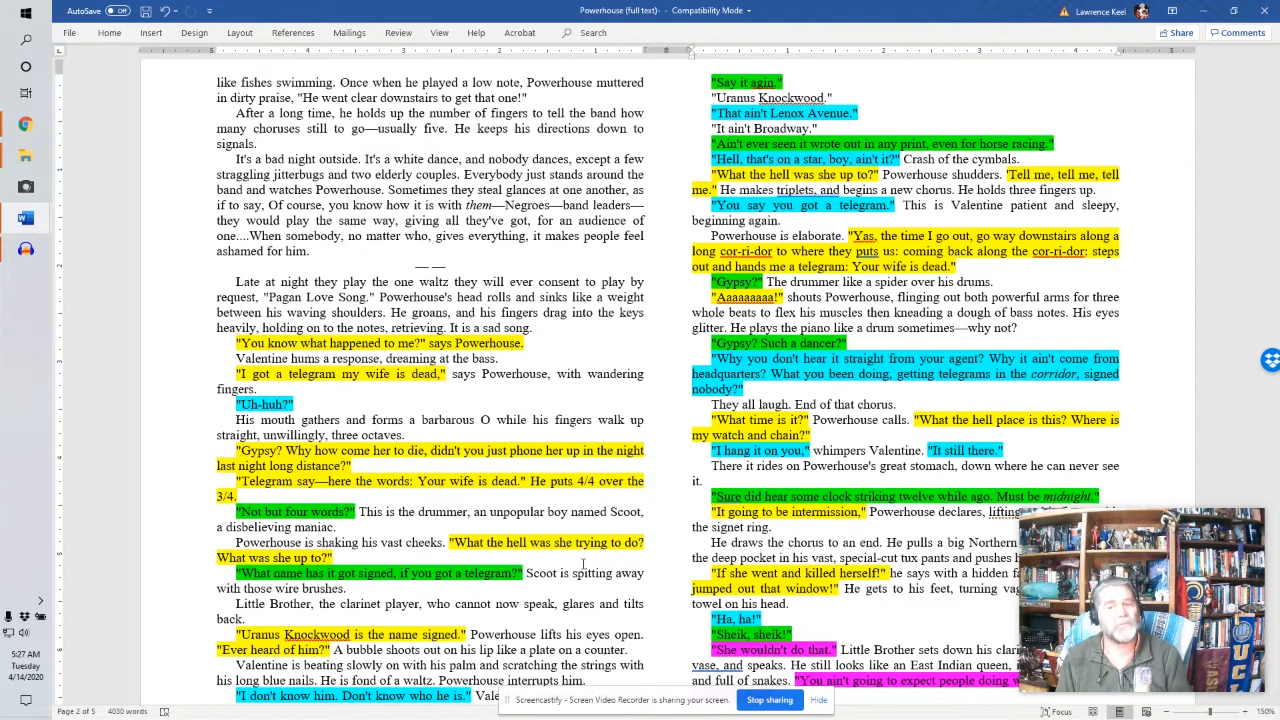 AutoSave Off
Powerhouse (full text)- - Compatibility Mode
Lawrence Keel
File Home Insert Design Layout References Mailings Review View Help Acrobat Search
Share Comments
like fishes swimming. Once when he played a low note, Powerhouse muttered
in dirty praise, "He went clear downstairs to get that one!"
After a long time, he holds up the number of fingers to tell the band how
many choruses still to go—usually five. He keeps his directions down to
signals.
It's a bad night outside. It's a white dance, and nobody dances, except a few
straggling jitterbugs and two elderly couples. Everybody just stands around the
band and watches Powerhouse. Sometimes they steal glances at one another, as
if to say, Of course, you know how it is with them—Negroes—band leaders—
they would play the same way, giving all they've got, for an audience of
one....When somebody, no matter who, gives everything, it makes people feel
ashamed for him.
— —
Late at night they play the one waltz they will ever consent to play by
request, "Pagan Love Song." Powerhouse's head rolls and sinks like a weight
between his waving shoulders. He groans, and his fingers drag into the keys
heavily, holding on to the notes, retrieving. It is a sad song.
"You know what happened to me?" says Powerhouse.
Valentine hums a response, dreaming at the bass.
"I got a telegram my wife is dead," says Powerhouse, with wandering
fingers.
"Uh-huh?"
His mouth gathers and forms a barbarous O while his fingers walk up
straight, unwillingly, three octaves.
"Gypsy? Why how come her to die, didn't you just phone her up in the night
last night long distance?"
"Telegram say—here the words: Your wife is dead." He puts 4/4 over the
3/4.
"Not but four words?" This is the drummer, an unpopular boy named Scoot,
a disbelieving maniac.
Powerhouse is shaking his vast cheeks. "What the hell was she trying to do?
What was she up to?"
"What name has it got signed, if you got a telegram?" Scoot is spitting away
with those wire brushes.
Little Brother, the clarinet player, who cannot now speak, glares and tilts
back.
"Uranus Knockwood is the name signed." Powerhouse lifts his eyes open.
"Ever heard of him?" A bubble shoots out on his lip like a plate on a counter.
Valentine is beating slowly on with his palm and scratching the strings with
his long blue nails. He is fond of a waltz. Powerhouse interrupts him.
"I don't know him. Don't know who he is." Vale
"Say it agin."
"Uranus Knockwood."
"That ain't Lenox Avenue."
"It ain't Broadway."
"Ain't ever seen it wrote out in any print, even for horse racing."
"Hell, that's on a star, boy, ain't it?" Crash of the cymbals.
"What the hell was she up to?" Powerhouse shudders. 'Tell me, tell me, tell
me." He makes triplets, and begins a new chorus. He holds three fingers up.
"You say you got a telegram." This is Valentine patient and sleepy,
beginning again.
Powerhouse is elaborate. "Yas, the time I go out, go way downstairs along a
long cor-ri-dor to where they puts us: coming back along the cor-ri-dor: steps
out and hands me a telegram: Your wife is dead."
"Gypsy?" The drummer like a spider over his drums.
"Aaaaaaaaa!" shouts Powerhouse, flinging out both powerful arms for three
whole beats to flex his muscles then kneading a dough of bass notes. His eyes
glitter. He plays the piano like a drum sometimes—why not?
"Gypsy? Such a dancer?"
"Why you don't hear it straight from your agent? Why it ain't come from
headquarters? What you been doing, getting telegrams in the corridor, signed
nobody?"
They all laugh. End of that chorus.
"What time is it?" Powerhouse calls. "What the hell place is this? Where is
my watch and chain?"
"I hang it on you," whimpers Valentine. "It still there."
There it rides on Powerhouse's great stomach, down where he can never see
it.
"Sure did hear some clock striking twelve while ago. Must be midnight."
"It going to be intermission," Powerhouse declares, lifting
the signet ring.
He draws the chorus to an end. He pulls a big Northern
the deep pocket in his vast, special-cut tux pants and pushes h
"If she went and killed herself!" he says with a hidden fa
jumped out that window!" He gets to his feet, turning vag
towel on his head.
"Ha, ha!"
"Sheik, sheik!"
"She wouldn't do that." Little Brother sets down his clari
vase, and speaks. He still looks like an East Indian queen, i
and full of snakes. "You ain't going to expect people doing w
Screencastify - Screen Video Recorder is sharing your screen. Stop sharing Hide
5:27 AM
Tuesday
4/14/2020
Page 2 of 5 4030 words
Focus 150%
UCF